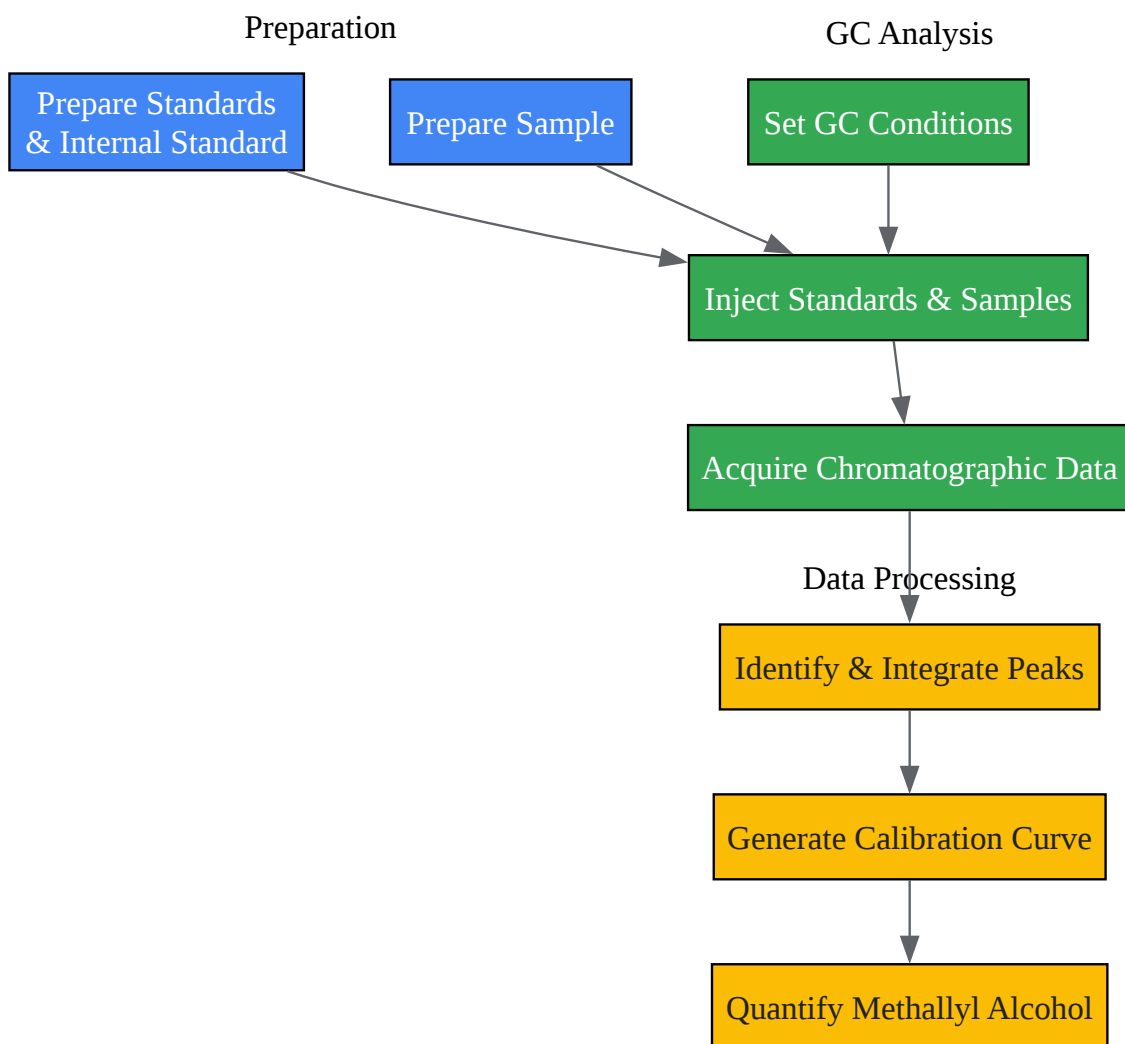 Preparation
GC Analysis
Prepare Standards
& Internal Standard
Prepare Sample
Set GC Conditions
Inject Standards & Samples
Acquire Chromatographic Data
Data Processing
Identify & Integrate Peaks
Generate Calibration Curve
Quantify Methallyl Alcohol